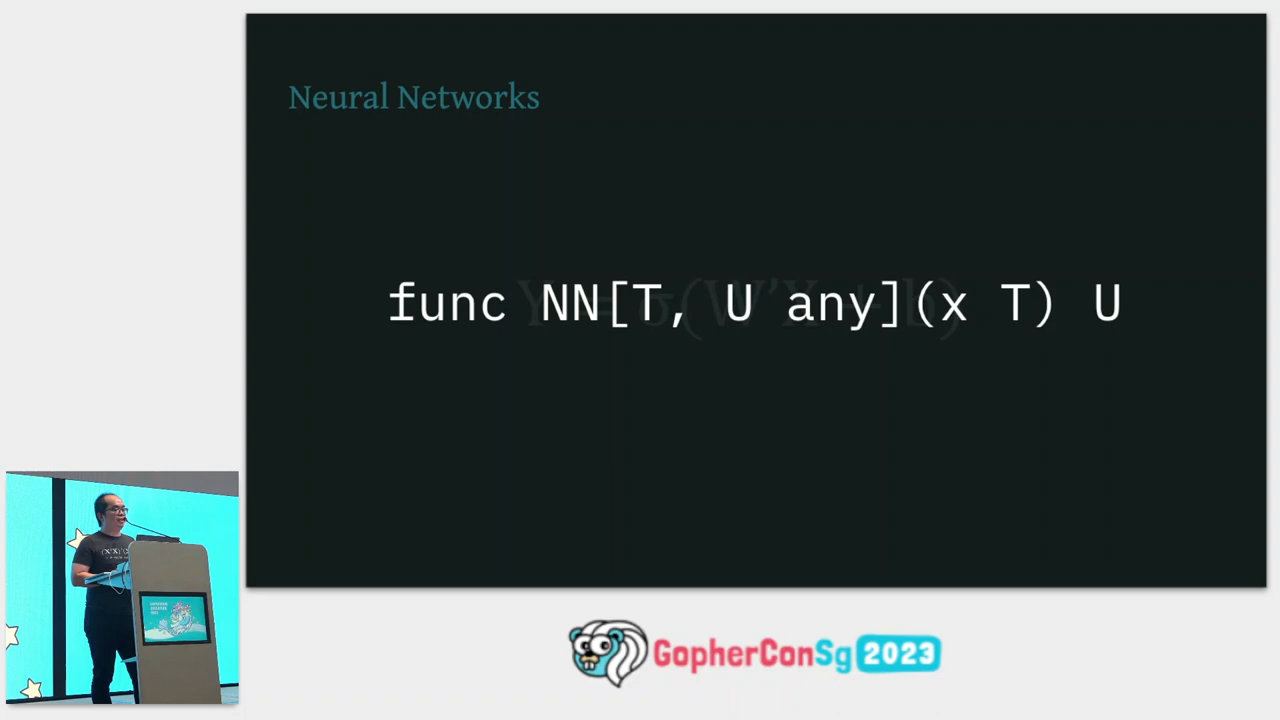 Neural Networks
func NN[T, U any](x T) U
GopherConSg 2023